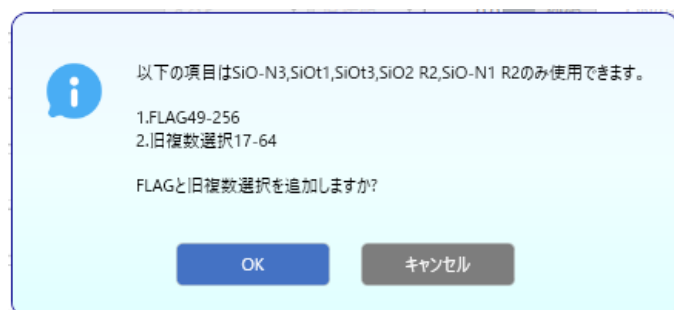 以下の項目はSiO-N3,SiOt1,SiOt3,SiO2 R2,SiO-N1 R2のみ使用できます。
1.FLAG49-256
2.旧複数選択17-64
FLAGと旧複数選択を追加しますか?
OK
キャンセル